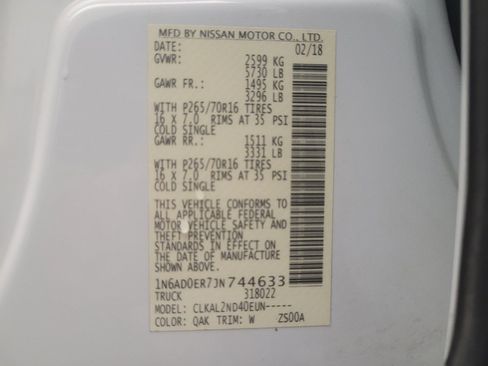 MFD BY NISSAN MOTOR CO., LTD.
DATE: 02/18
GVWR: 2599 KG
5730 LB
GAWR FR.: 1495 KG
3296 LB
WITH P265/70R16 TIRES
16 X 7.0 RIMS AT 35 PSI
COLD SINGLE
GAWR RR.: 1511 KG
3331 LB
WITH P265/70R16 TIRES
16 X 7.0 RIMS AT 35 PSI
COLD SINGLE
THIS VEHICLE CONFORMS TO
ALL APPLICABLE FEDERAL
MOTOR VEHICLE SAFETY AND
THEFT PREVENTION
STANDARDS IN EFFECT ON
THE DATE OF MANUFACTURE
SHOWN ABOVE.
1N6AD0ER7JN744633
TRUCK 318022
MODEL: CLKAL2ND40EUN-----
COLOR: QAK TRIM: W ZS00A